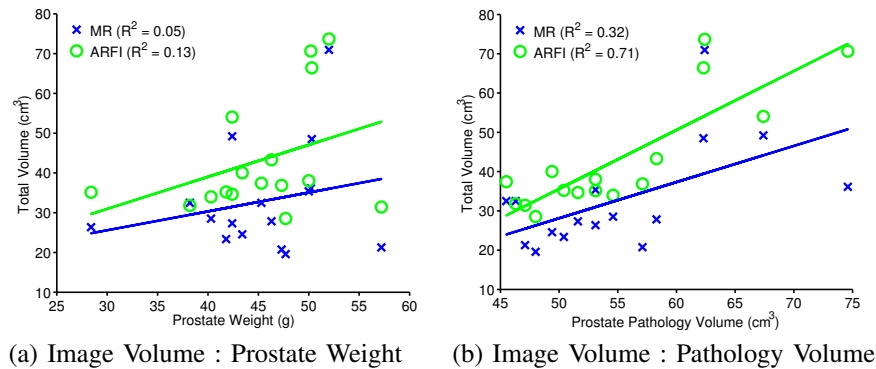 MR (R² = 0.05)
ARFI (R² = 0.13)
80
70
60
50
40
30
20
10
Total Volume (cm³)
25 30 35 40 45 50 55 60
Prostate Weight (g)
(a) Image Volume : Prostate Weight
MR (R² = 0.32)
ARFI (R² = 0.71)
80
70
60
50
40
30
20
10
Total Volume (cm³)
45 50 55 60 65 70 75
Prostate Pathology Volume (cm³)
(b) Image Volume : Pathology Volume